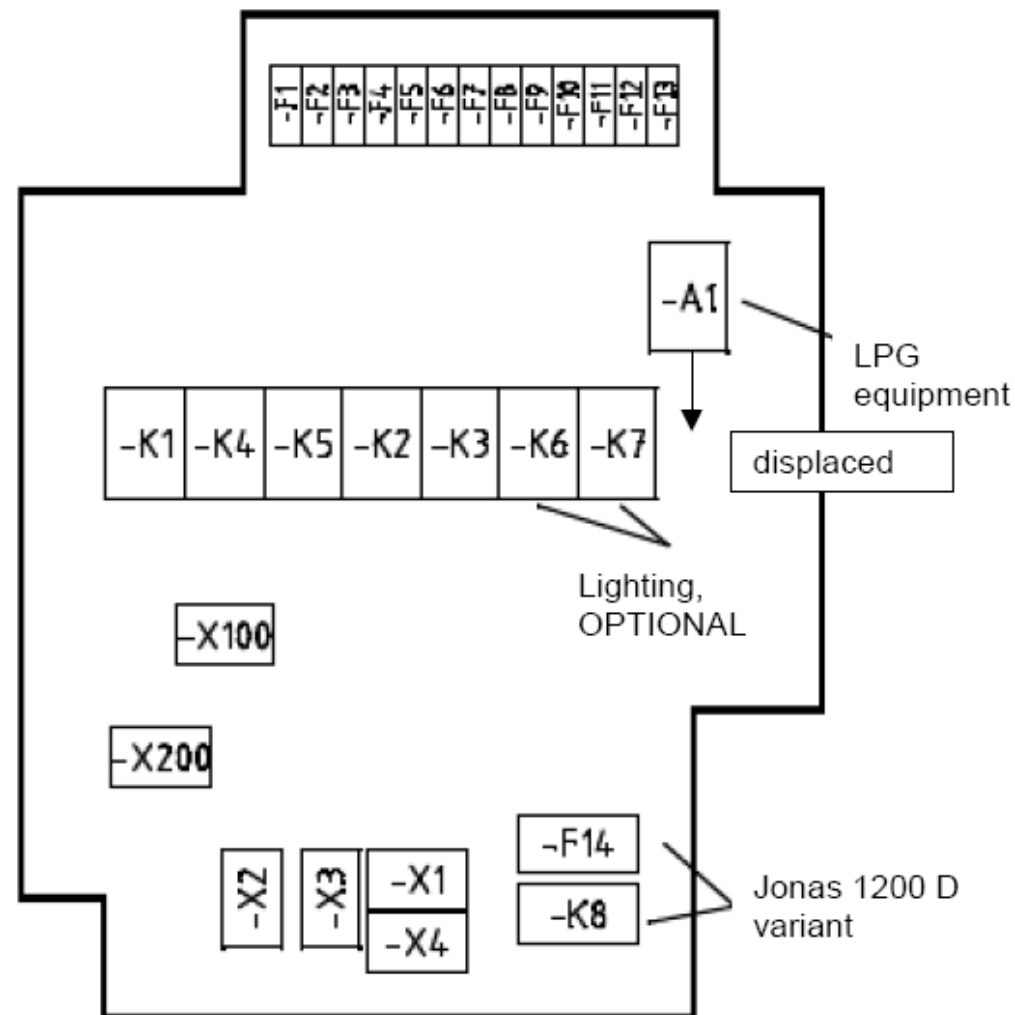 -F1 -F2 -F3 -F4 -F5 -F6 -F7 -F8 -F9 -F10 -F11 -F12 -F13
-A1
LPG
equipment
-K1 -K4 -K5 -K2 -K3 -K6 -K7
displaced
Lighting,
OPTIONAL
-X100
-X200
-F14
-X2 -X3 -X1
-K8
-X4
Jonas 1200 D
variant